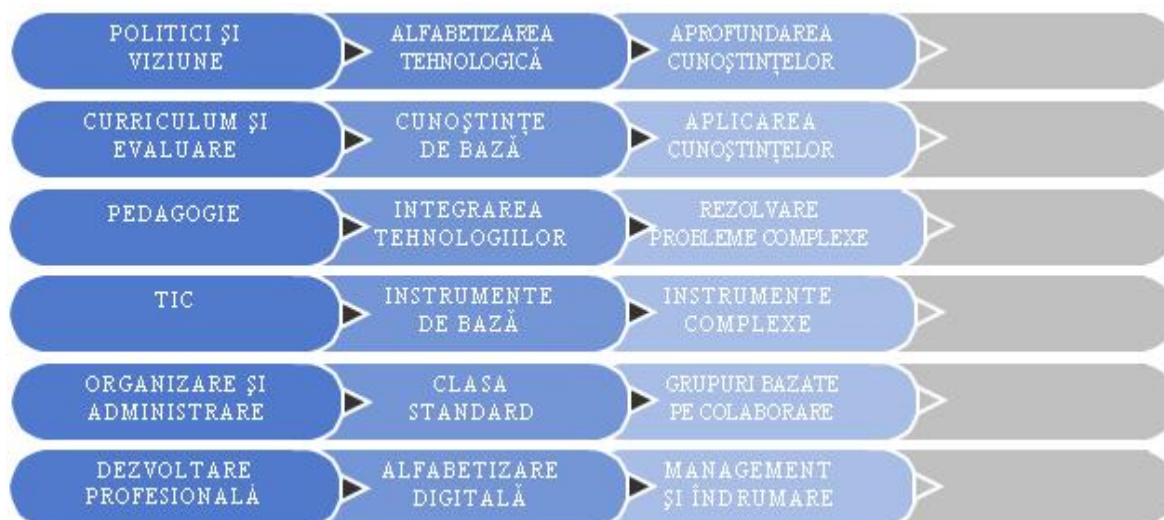 POLITICI ŞI
VIZIUNE
ALFABETIZAREA
TEHNOLOGICĂ
APROFUNDAREA
CUNOŞTINŢELOR
CURRICULUM ŞI
EVALUARE
CUNOŞTINŢE
DE BAZĂ
APLICAREA
CUNOŞTINŢELOR
PEDAGOGIE
INTEGRAREA
TEHNOLOGIILOR
REZOLVARE
PROBLEME COMPLEXE
TIC
INSTRUMENTE
DE BAZĂ
INSTRUMENTE
COMPLEXE
ORGANIZARE ŞI
ADMINISTRARE
CLASA
STANDARD
GRUPURI BAZATE
PE COLABORARE
DEZVOLTARE
PROFESIONALĂ
ALFABETIZARE
DIGITALĂ
MANAGEMENT
ŞI ÎNDRUMARE